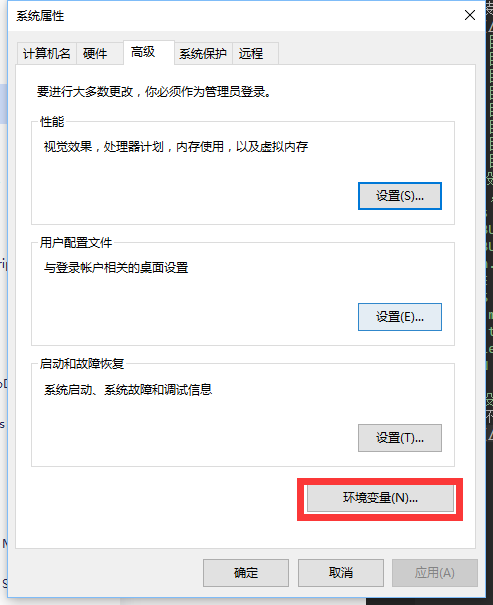 系统属性
计算机名 硬件 高级 系统保护 远程
要进行大多数更改，你必须作为管理员登录。
性能
视觉效果，处理器计划，内存使用，以及虚拟内存
设置(S)...
用户配置文件
与登录帐户相关的桌面设置
设置(E)...
启动和故障恢复
系统启动、系统故障和调试信息
设置(T)...
环境变量(N)...
确定 取消 应用(A)